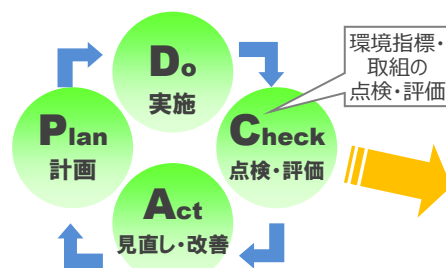 Do
実施
環境指標・
取組の
点検・評価
Plan
計画
Check
点検・評価
Act
見直し・改善